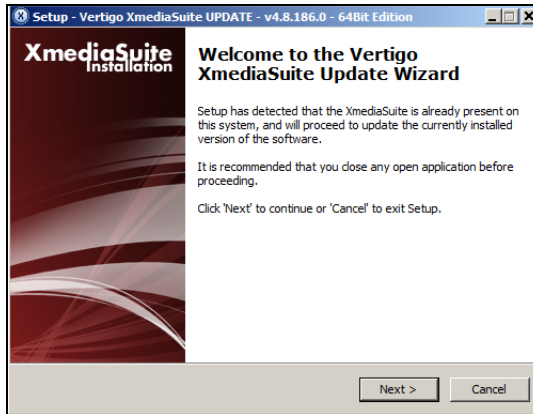 Setup - Vertigo XmediaSuite UPDATE - v4.8.186.0 - 64Bit Edition
XmediaSuite
Installation
Welcome to the Vertigo
XmediaSuite Update Wizard
Setup has detected that the XmediaSuite is already present on
this system, and will proceed to update the currently installed
version of the software.
It is recommended that you close any open application before
proceeding.
Click 'Next' to continue or 'Cancel' to exit Setup.
Next >
Cancel